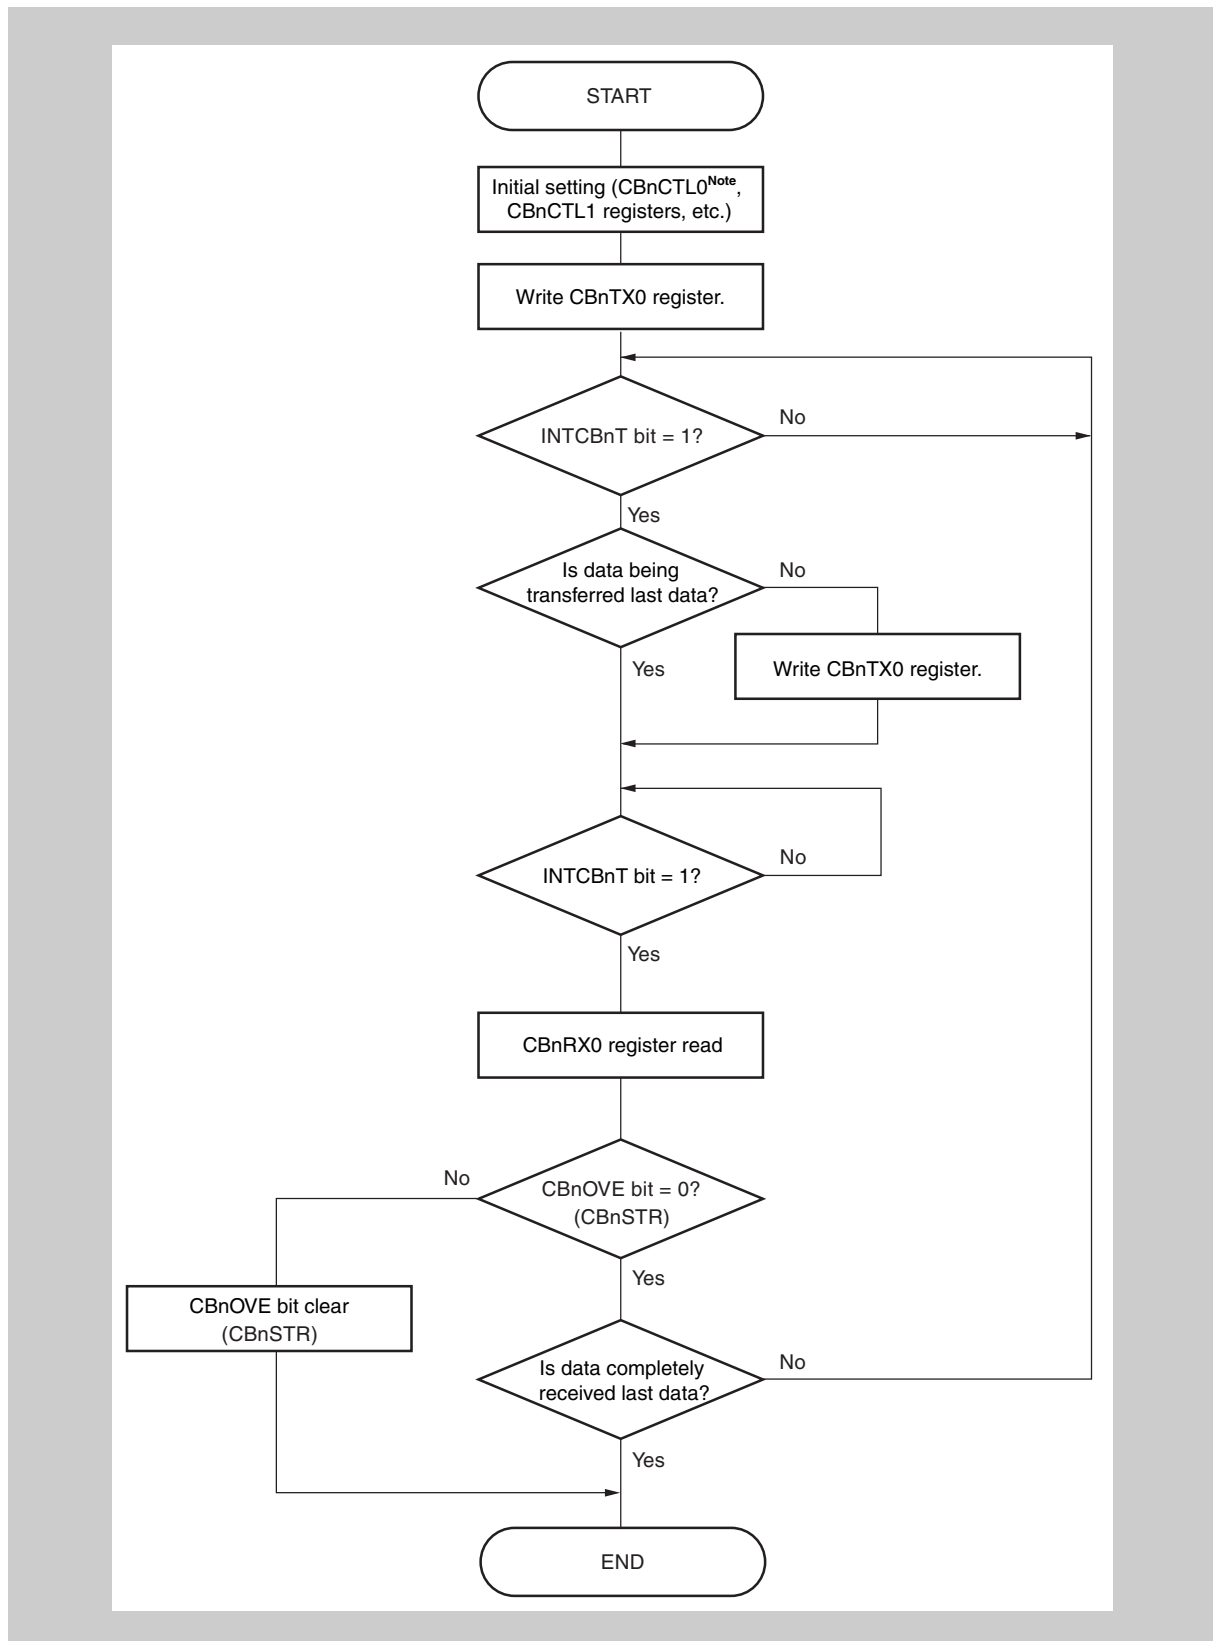 START
Initial setting (CBnCTL0Note,
CBnCTL1 registers, etc.)
Write CBnTX0 register.
INTCBnT bit = 1?
No
Yes
Is data being
transferred last data?
No
Yes
Write CBnTX0 register.
INTCBnT bit = 1?
No
Yes
CBnRX0 register read
No
CBnOVE bit = 0?
(CBnSTR)
Yes
CBnOVE bit clear
(CBnSTR)
Is data completely
received last data?
No
Yes
END